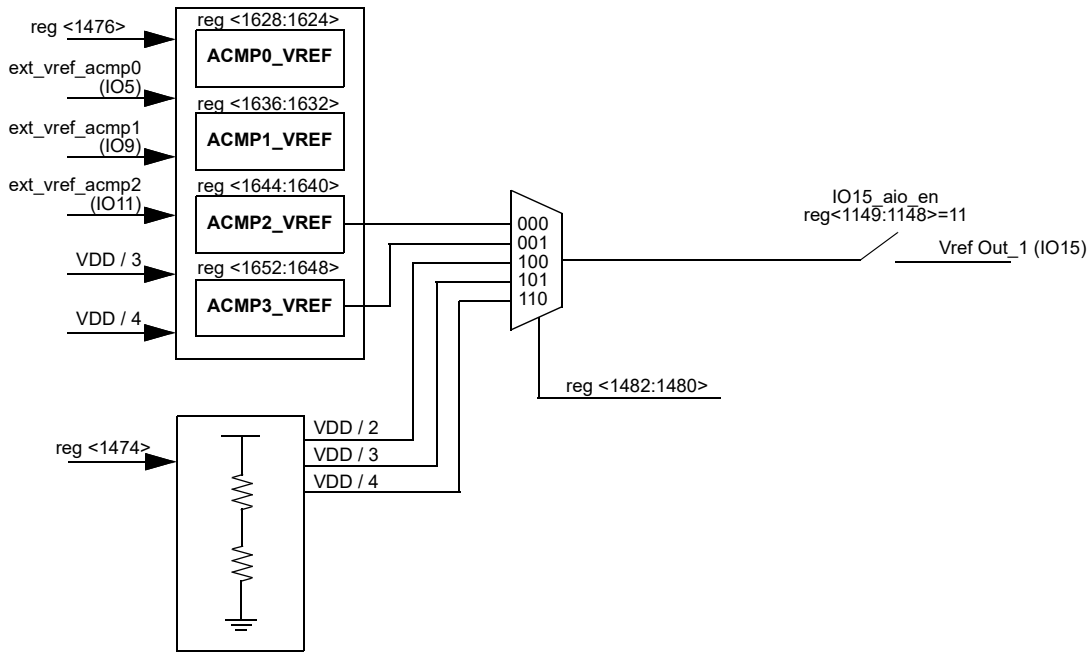 reg <1476>
ext_vref_acmp0
(IO5)
ext_vref_acmp1
(IO9)
ext_vref_acmp2
(IO11)
VDD / 3
VDD / 4
reg <1628:1624>
ACMP0_VREF
reg <1636:1632>
ACMP1_VREF
reg <1644:1640>
ACMP2_VREF
reg <1652:1648>
ACMP3_VREF
000
001
100
101
110
IO15_aio_en
reg<1149:1148>=11
Vref Out_1 (IO15)
reg <1482:1480>
reg <1474>
VDD / 2
VDD / 3
VDD / 4